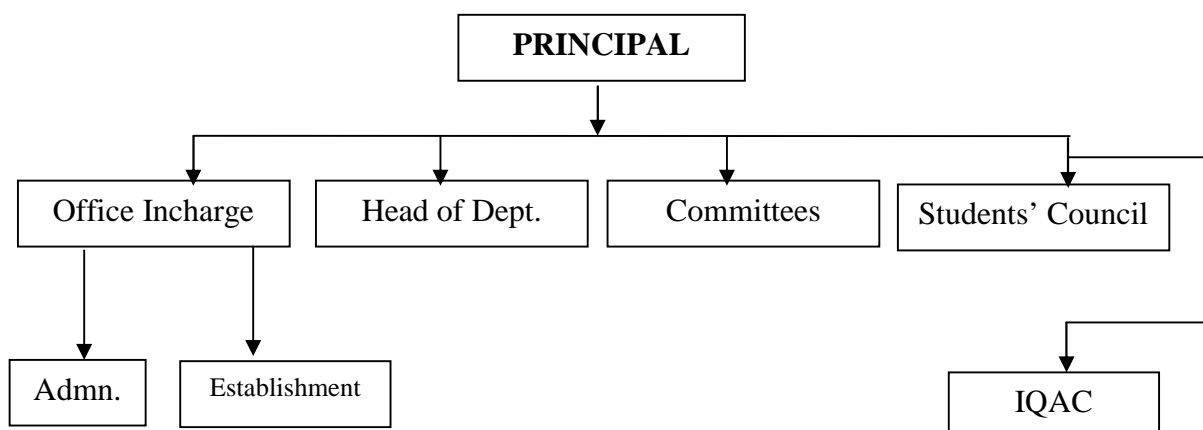 PRINCIPAL
Office Incharge
Head of Dept.
Committees
Students’ Council
Admn.
Establishment
IQAC